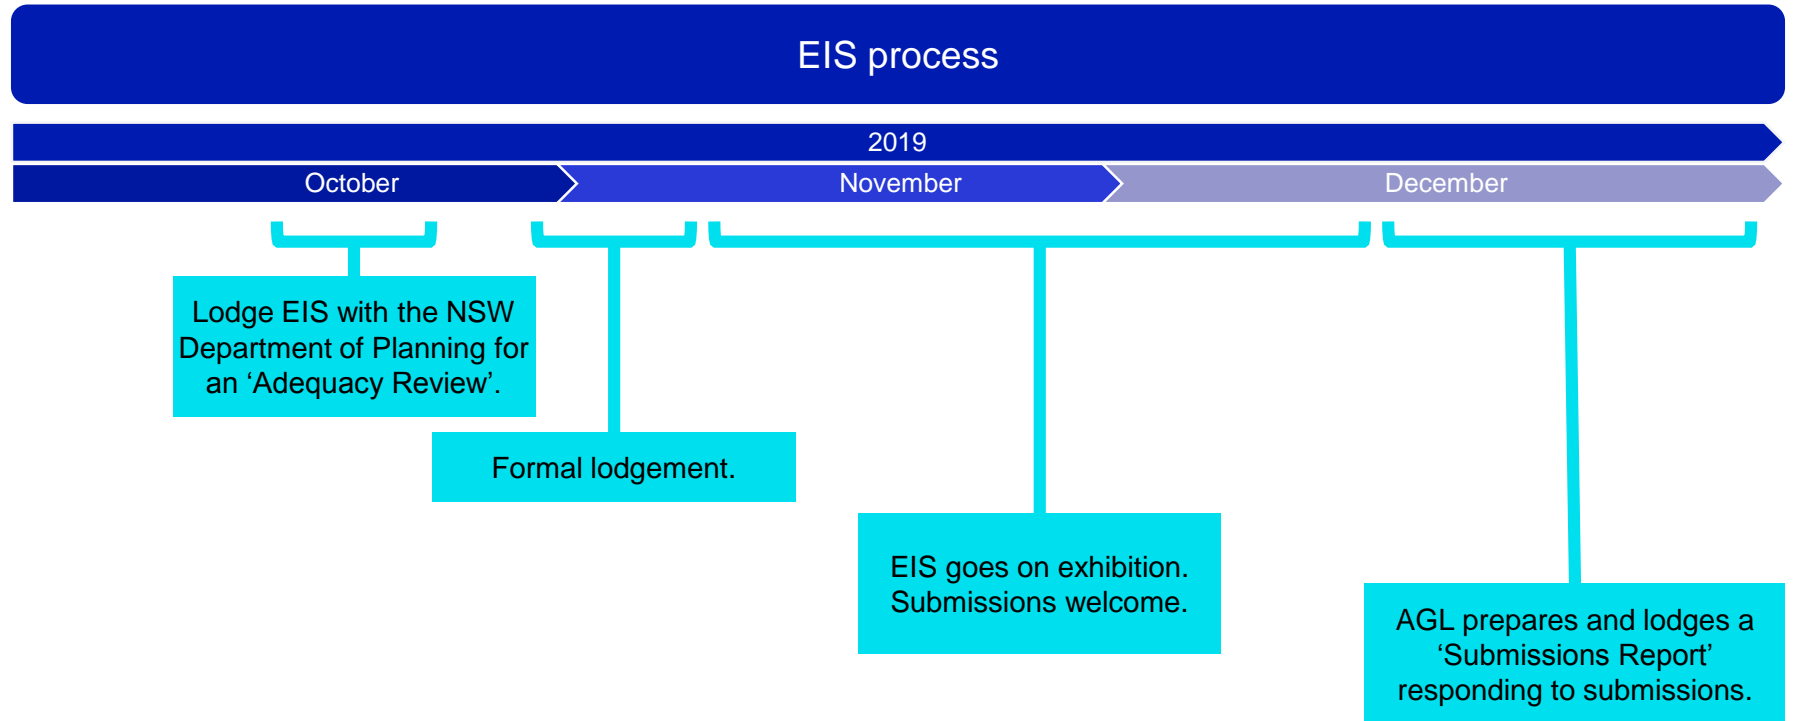 EIS process
2019
October
November
December
Lodge EIS with the NSW
Department of Planning for
an ‘Adequacy Review’.
Formal lodgement.
EIS goes on exhibition.
Submissions welcome.
AGL prepares and lodges a
‘Submissions Report’
responding to submissions.